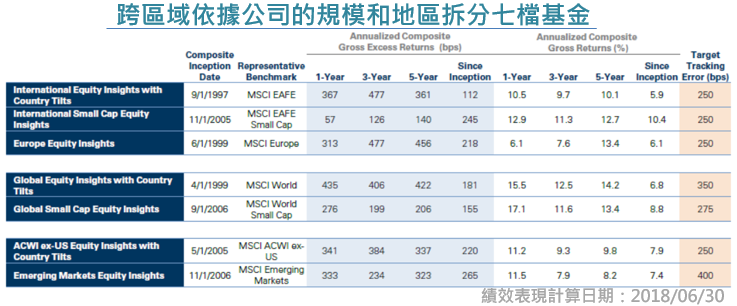 跨區域依據公司的規模和地區拆分七檔基金
Annualized Composite Gross Excess Returns (bps) Annualized Composite Gross Returns (%)
Composite Inception Date Representative Benchmark 1-Year 3-Year 5-Year Since Inception 1-Year 3-Year 5-Year Since Inception Target Tracking Error (bps)
International Equity Insights with Country Tilts 9/1/1997 MSCI EAFE 367 477 361 112 10.5 9.7 10.1 5.9 250
International Small Cap Equity Insights 11/1/2005 MSCI EAFE Small Cap 57 126 140 245 12.9 11.3 12.7 10.4 250
Europe Equity Insights 6/1/1999 MSCI Europe 313 477 456 218 6.1 7.6 13.4 6.1 250
Global Equity Insights with Country Tilts 4/1/1999 MSCI World 435 406 422 181 15.5 12.5 14.2 6.8 350
Global Small Cap Equity Insights 9/1/2006 MSCI World Small Cap 276 199 206 155 17.1 11.6 13.4 8.8 275
ACWI ex-US Equity Insights with Country Tilts 5/1/2005 MSCI ACWI ex-US 341 384 337 220 11.2 9.3 9.8 7.9 250
Emerging Markets Equity Insights 11/1/2006 MSCI Emerging Markets 333 234 323 265 11.5 7.9 8.2 7.4 400
績效表現計算日期：2018/06/30